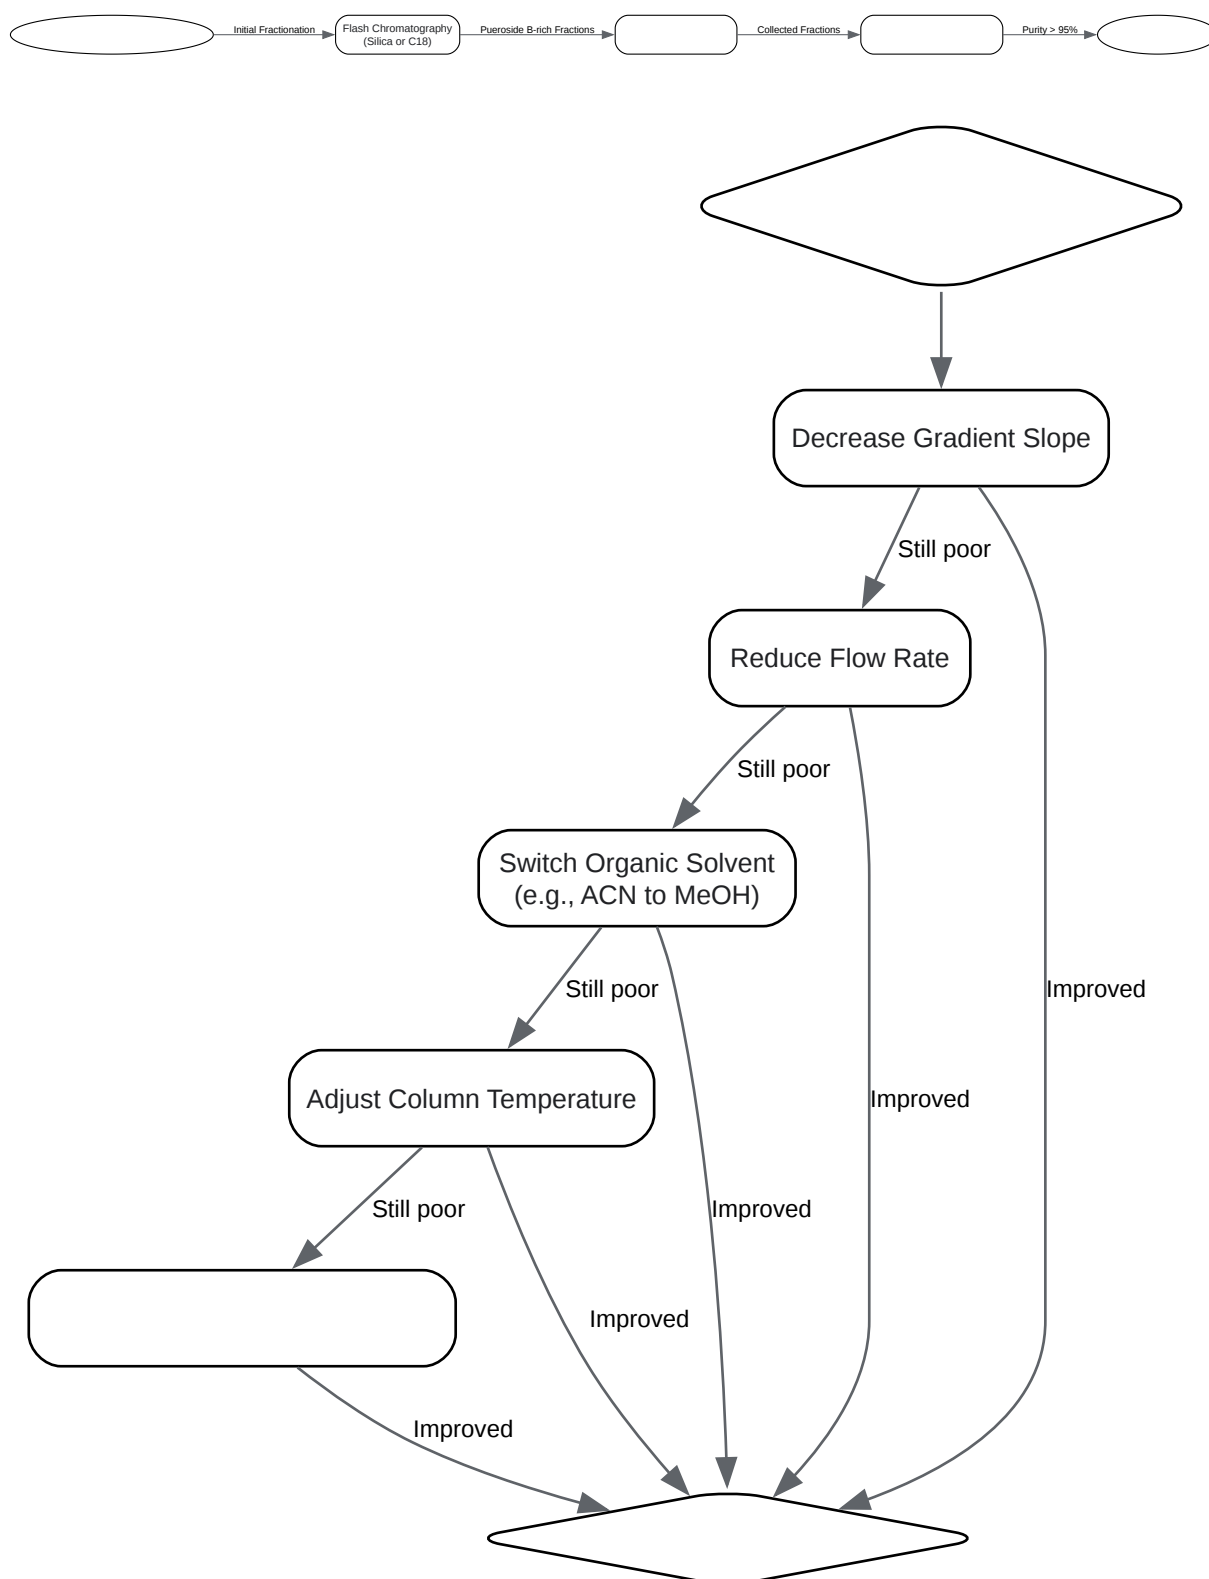 Initial Fractionation
Flash Chromatography
(Silica or C18)
Pueroside B-rich Fractions
Collected Fractions
Purity > 95%
Decrease Gradient Slope
Still poor
Reduce Flow Rate
Still poor
Switch Organic Solvent
(e.g., ACN to MeOH)
Still poor
Improved
Adjust Column Temperature
Improved
Still poor
Improved
Improved
Improved